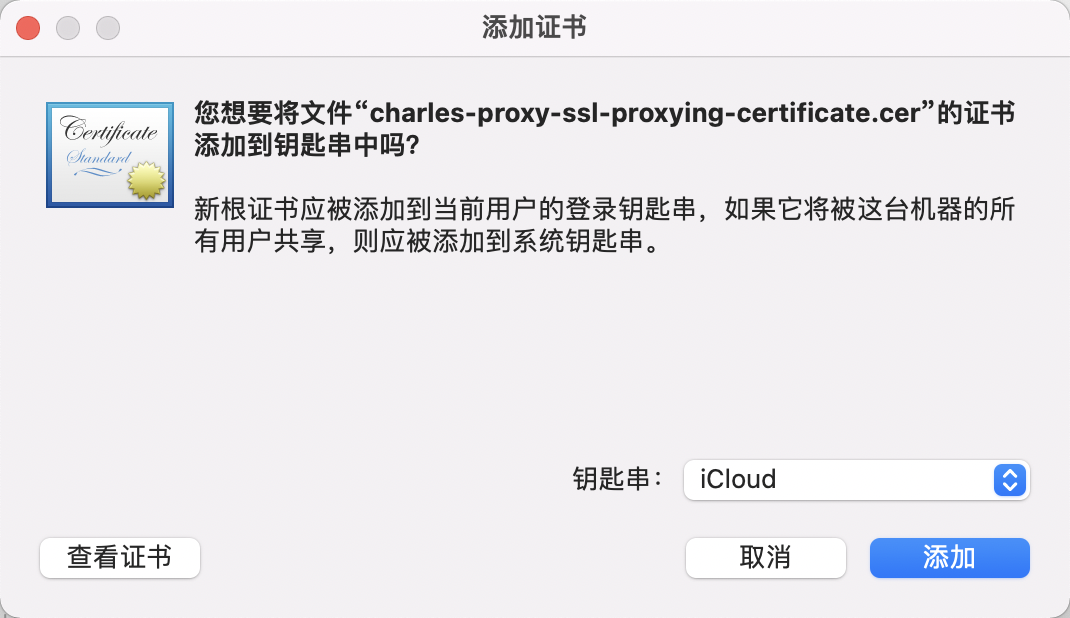 添加证书
Certificate
Standard
您想要将文件“charles-proxy-ssl-proxying-certificate.cer”的证书
添加到钥匙串中吗?
新根证书应被添加到当前用户的登录钥匙串，如果它将被这台机器的所
有用户共享，则应被添加到系统钥匙串。
钥匙串： iCloud
查看证书 取消 添加